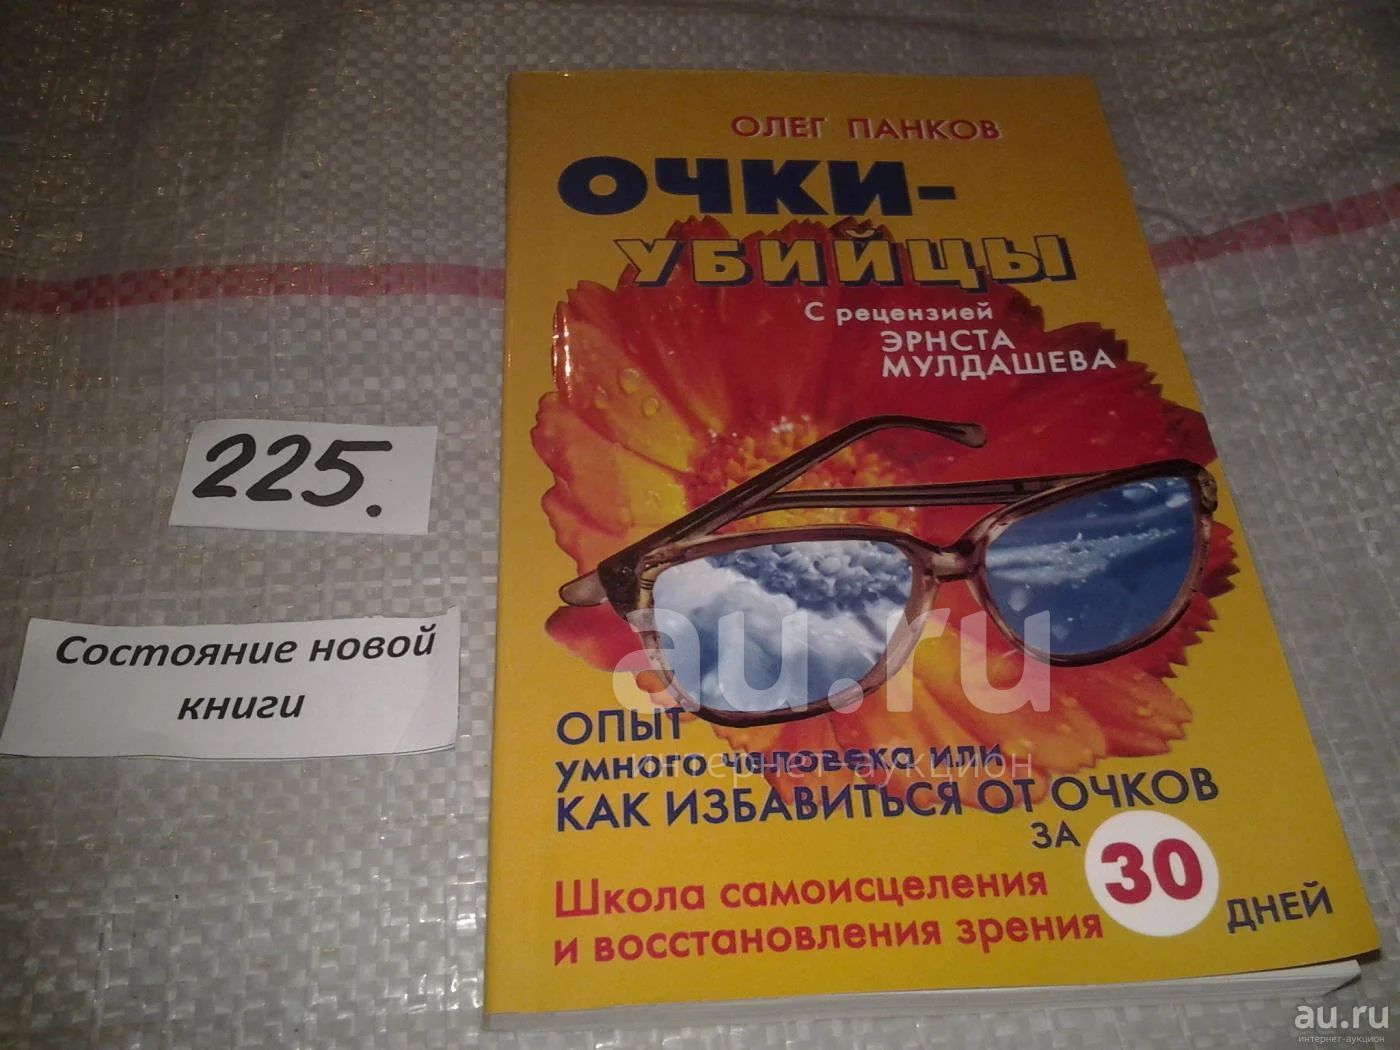 ОЛЕГ ПАНКОВ
ОЧКИ-
УБИЙЦЫ
С рецензией
ЭРНСТА
МУЛДАШЕВА
225.
Состояние новой
книги
au.ru
интернет-аукцион
ОПЫТ
умного человека или
КАК ИЗБАВИТЬСЯ ОТ ОЧКОВ
ЗА
30
ДНЕЙ
Школа самоисцеления
и восстановления зрения
au.ru
интернет-аукцион